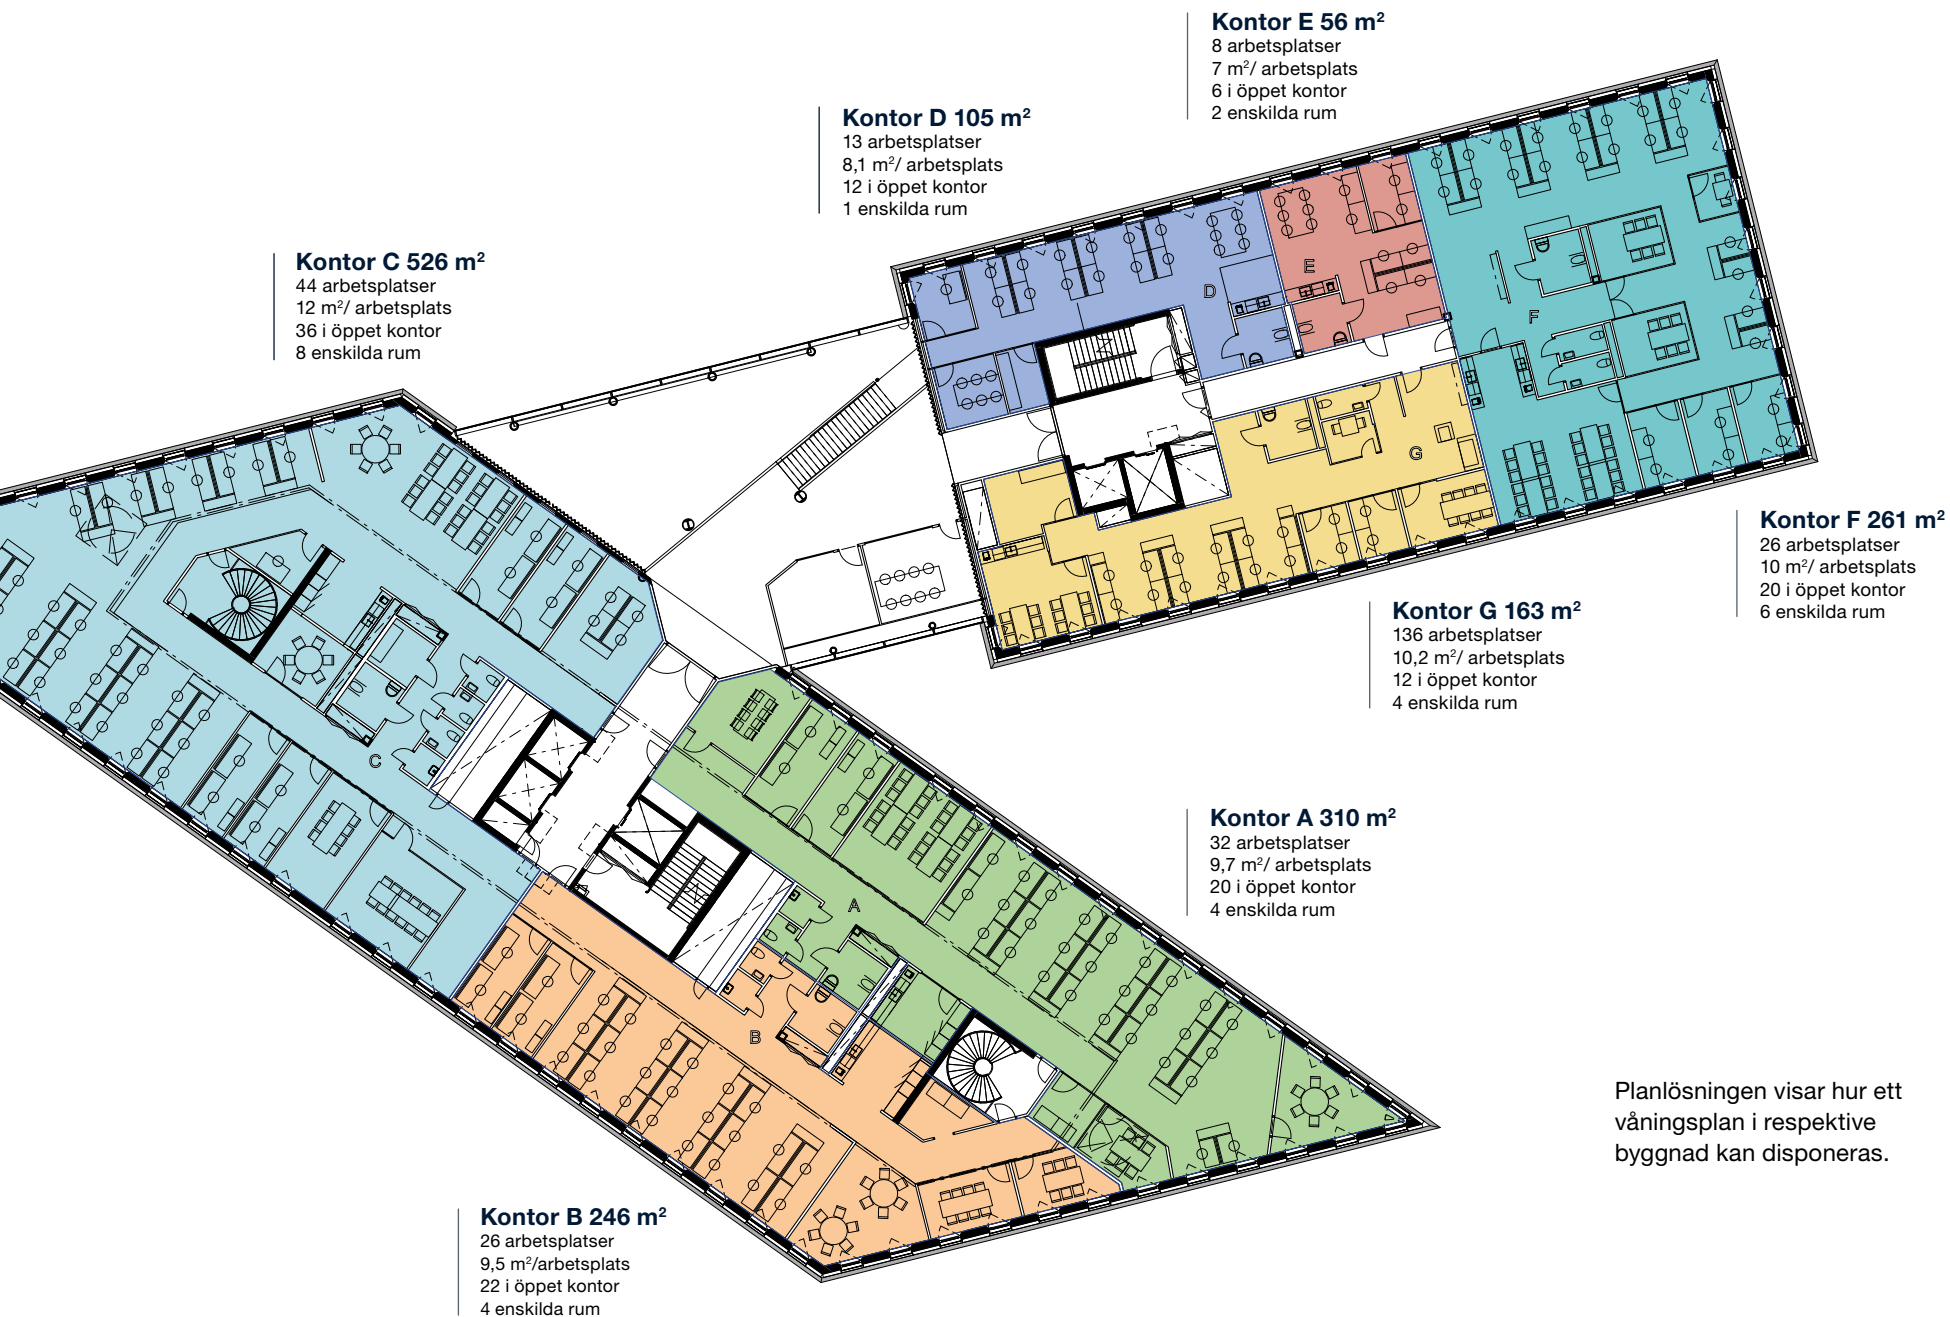 Kontor E 56 m²
8 arbetsplatser
7 m²/ arbetsplats
6 i öppet kontor
2 enskilda rum
Kontor D 105 m²
13 arbetsplatser
8,1 m²/ arbetsplats
12 i öppet kontor
1 enskilda rum
Kontor C 526 m²
44 arbetsplatser
12 m²/ arbetsplats
36 i öppet kontor
8 enskilda rum
E
D
F
G
Kontor F 261 m²
26 arbetsplatser
10 m²/ arbetsplats
20 i öppet kontor
6 enskilda rum
Kontor G 163 m²
136 arbetsplatser
10,2 m²/ arbetsplats
12 i öppet kontor
4 enskilda rum
C
Kontor A 310 m²
32 arbetsplatser
9,7 m²/ arbetsplats
20 i öppet kontor
4 enskilda rum
A
B
Planlösningen visar hur ett
våningsplan i respektive
byggnad kan disponeras.
Kontor B 246 m²
26 arbetsplatser
9,5 m²/arbetsplats
22 i öppet kontor
4 enskilda rum